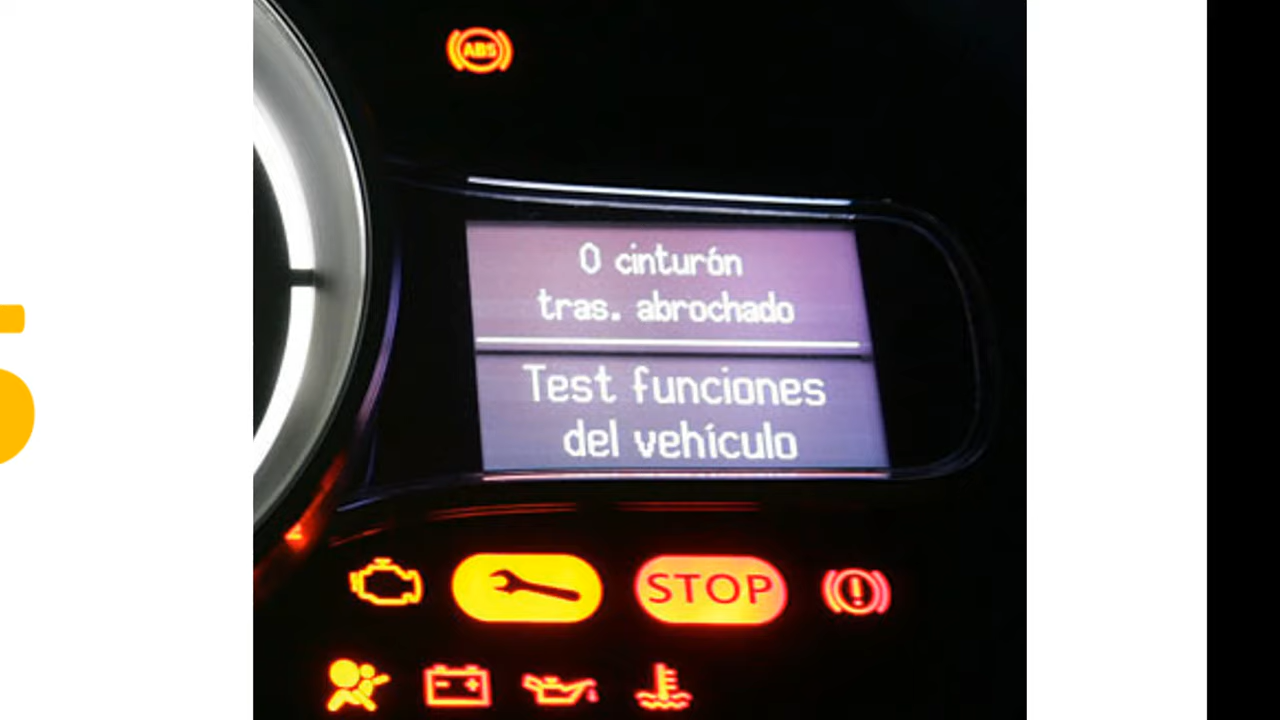 ABS
0 cinturón
tras. abrochado
Test funciones
del vehículo
STOP